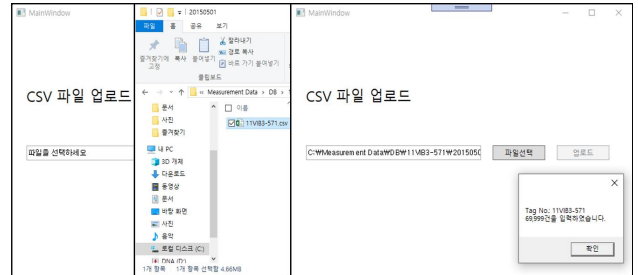 MainWindow
CSV 파일 업로드
파일을 선택하세요
20150501
파일
홈
공유
보기
즐겨찾기에 고정
복사
붙여넣기
잘라내기
경로 복사
바로 가기 붙여넣기
클립보드
« Measurement Data › DB ›
문서
사진
즐겨찾기
내 PC
3D 개체
다운로드
동영상
문서
바탕 화면
사진
음악
로컬 디스크 (C:)
DNA (D:)
이름
11VIB3-571.csv
1개 항목
1개 항목 선택함 4.66MB
MainWindow
CSV 파일 업로드
C:₩Measurement Data₩DB₩11VIB3-571₩2015050
파일선택
업로드
Tag No.: 11VIB3-571
69,999건을 입력하였습니다.
확인